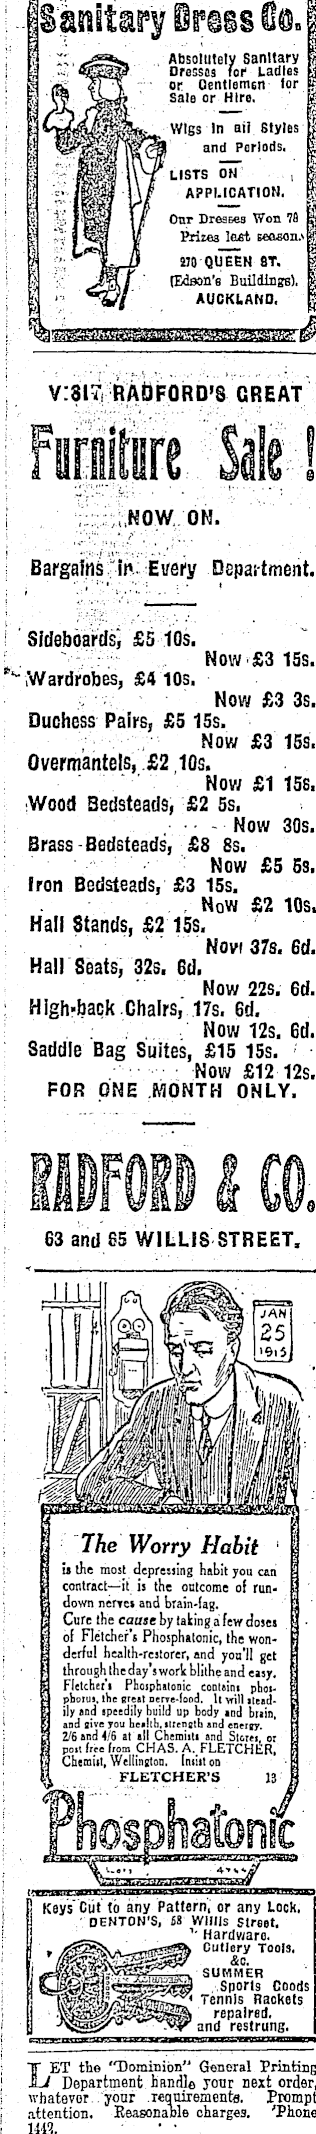 Sanitary Dress Co.
Absolutely Sanitary
Dresses for Ladies
or Gentlemen for
Sale or Hire.
Wigs in all Styles
and Periods.
LISTS ON
APPLICATION.
Our Dresses Won 78
Prizes last season.
270 QUEEN ST.
(Edson's Buildings),
AUCKLAND.
RADFORD'S GREAT
Furniture Sale!
NOW ON.
Bargains in Every Department.
Sideboards, £5 10s.
Now £3 15s.
Wardrobes, £4 10s.
Now £3 3s.
Duchess Pairs, £5 15s.
Now £3 15s.
Overmantels, £2 10s.
Now £1 15s.
Wood Bedsteads, £2 5s.
Now 30s.
Brass Bedsteads, £8 8s.
Now £5 5s.
Iron Bedsteads, £3 15s.
Now £2 10s.
Hall Stands, £2 15s.
Now 37s. 6d.
Hall Seats, 32s. 6d.
Now 22s. 6d.
High-back Chairs, 17s. 6d.
Now 12s. 6d.
Saddle Bag Suites, £15 15s.
Now £12 12s.
FOR ONE MONTH ONLY.
RADFORD & CO.
63 and 65 WILLIS STREET.
JAN
25
1915
The Worry Habit
is the most depressing habit you can
contract—it is the outcome of run-
down nerves and brain-fag.
Cure the cause by taking a few doses
of Fletcher's Phosphatonic, the won-
derful health-restorer, and you'll get
through the day's work blithe and easy.
Fletcher's Phosphatonic contains phos-
phorus, the great nerve-food. It will stead-
ily and speedily build up body and brain,
and give you health, strength and energy.
2/6 and 4/6 at all Chemists and Stores, or
post free from CHAS. A. FLETCHER,
Chemist, Wellington. Insist on
FLETCHER'S 13
Phosphatonic
Keys Cut to any Pattern, or any Lock.
DENTON'S, 58 Willis Street.
Hardware.
Cutlery Tools.
&c.
SUMMER
Sports Goods
Tennis Rackets
repaired,
and restrung.
LET the "Dominion" General Printing
Department handle your next order,
whatever your requirements. Prompt
attention. Reasonable charges. 'Phone
1442.